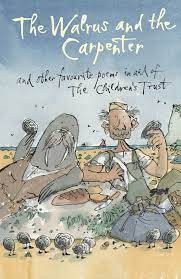 The Walrus and the
Carpenter
and other favourite poems in aid of
The Children's Trust